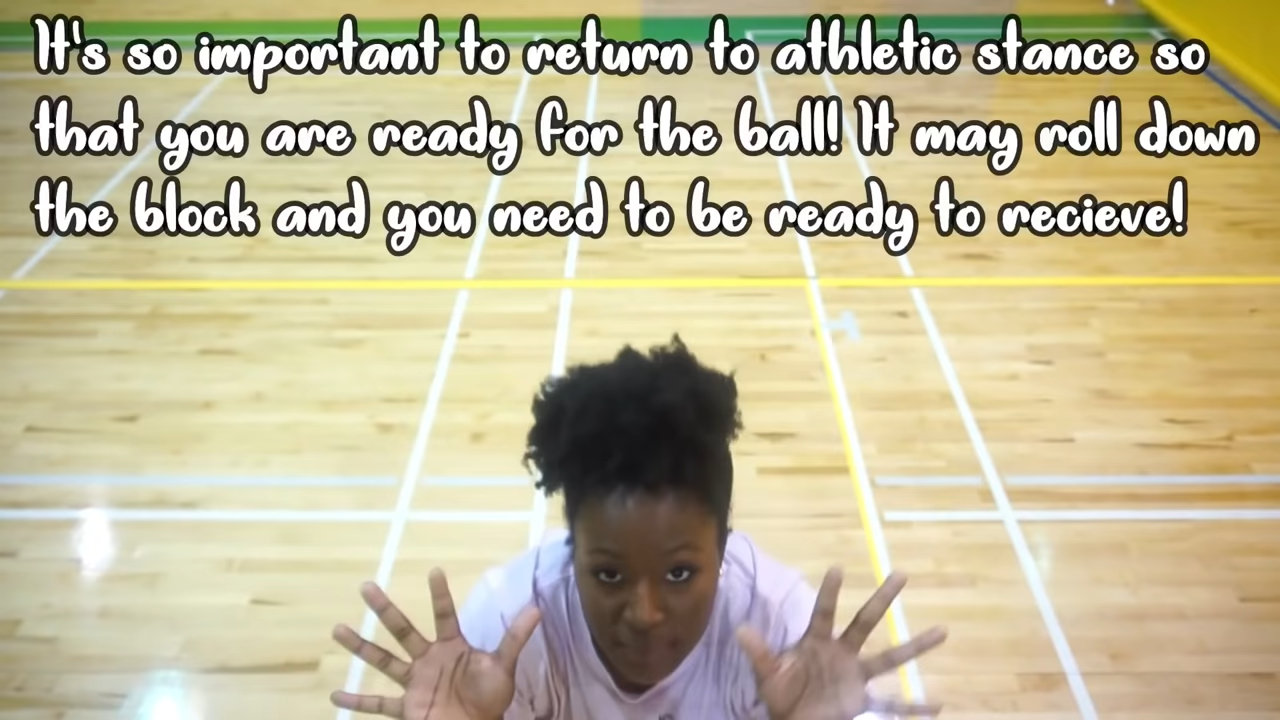 It's so important to return to athletic stance so
that you are ready for the ball! It may roll down
the block and you need to be ready to recieve!